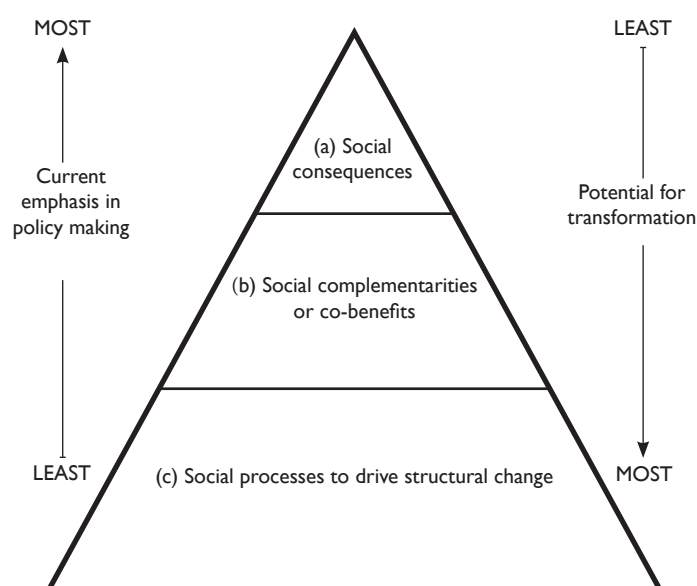 MOST
LEAST
(a) Social
consequences
Current
emphasis in
policy making
Potential for
transformation
(b) Social complementarities
or co-benefits
(c) Social processes to drive structural change
LEAST
MOST